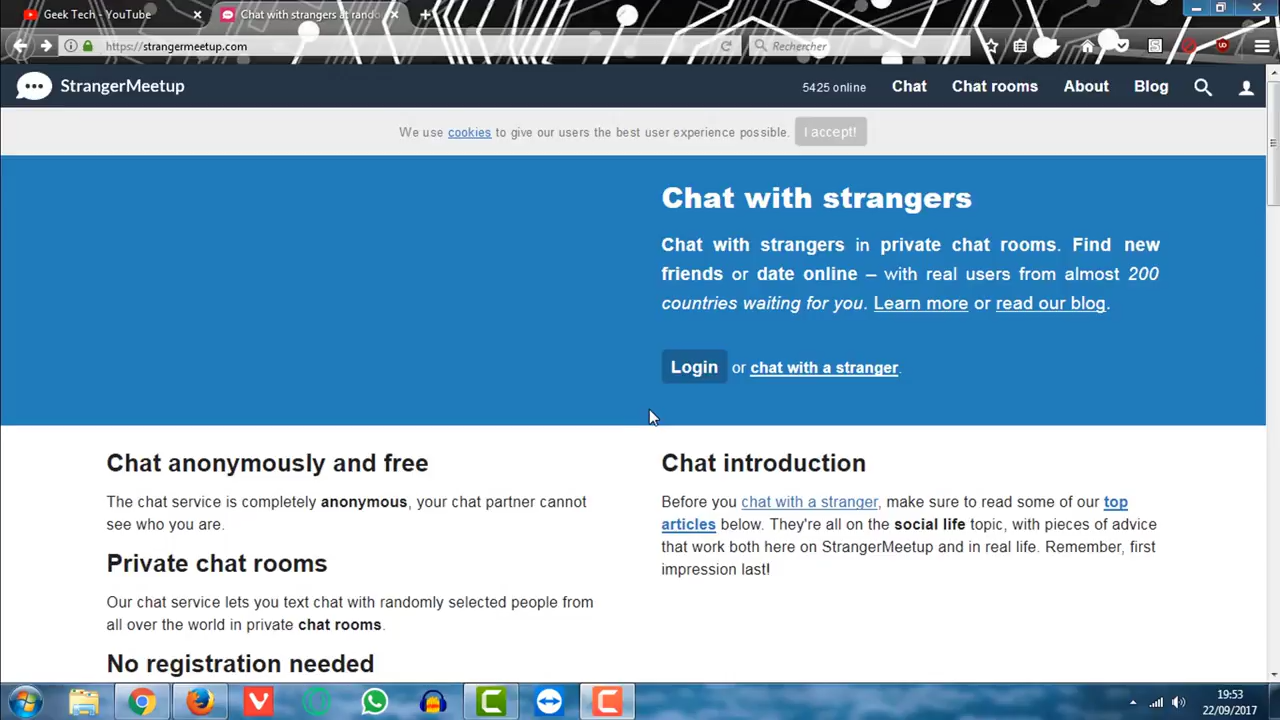 Geek Tech - YouTube
Chat with strangers at rando
https://strangermeetup.com
Rechercher
StrangerMeetup
5425 online
Chat
Chat rooms
About
Blog
We use cookies to give our users the best user experience possible.
I accept!
Chat with strangers
Chat with strangers in private chat rooms. Find new
friends or date online – with real users from almost 200
countries waiting for you. Learn more or read our blog.
Login or chat with a stranger.
Chat anonymously and free
The chat service is completely anonymous, your chat partner cannot
see who you are.
Private chat rooms
Our chat service lets you text chat with randomly selected people from
all over the world in private chat rooms.
No registration needed
Chat introduction
Before you chat with a stranger, make sure to read some of our top
articles below. They're all on the social life topic, with pieces of advice
that work both here on StrangerMeetup and in real life. Remember, first
impression last!
19:53
22/09/2017